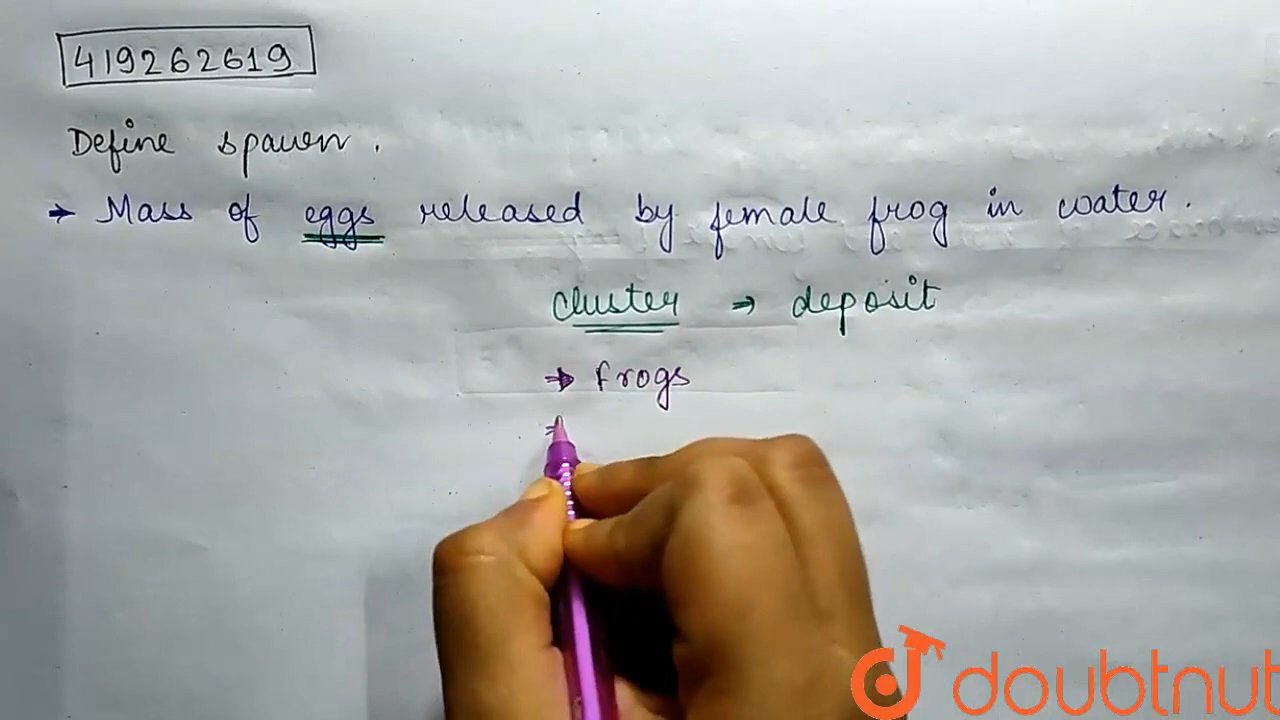 419262619
Define spawn.
→ Mass of eggs released by female frog in water.
cluster → deposit
→ frogs
doubtnut